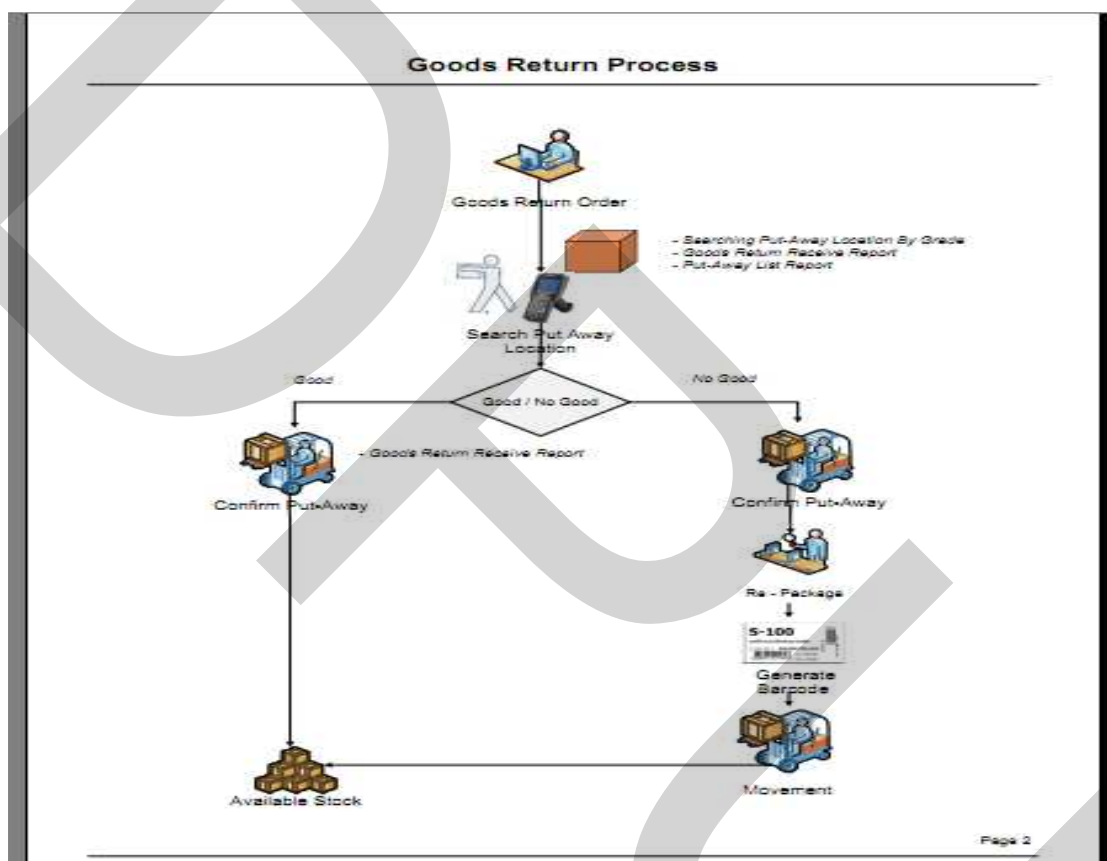 Goods Return Process
Goods Return Order
- Searching Put-Away Location By Grade
- Goods Return Receive Report
- Put-Away List Report
Search Put Away
Location
Good
No Good
Good / No Good
- Goods Return Receive Report
Confirm Put-Away
Confirm Put-Away
Re - Package
S-100
Generate
Barcode
Available Stock
Movement
Page 2